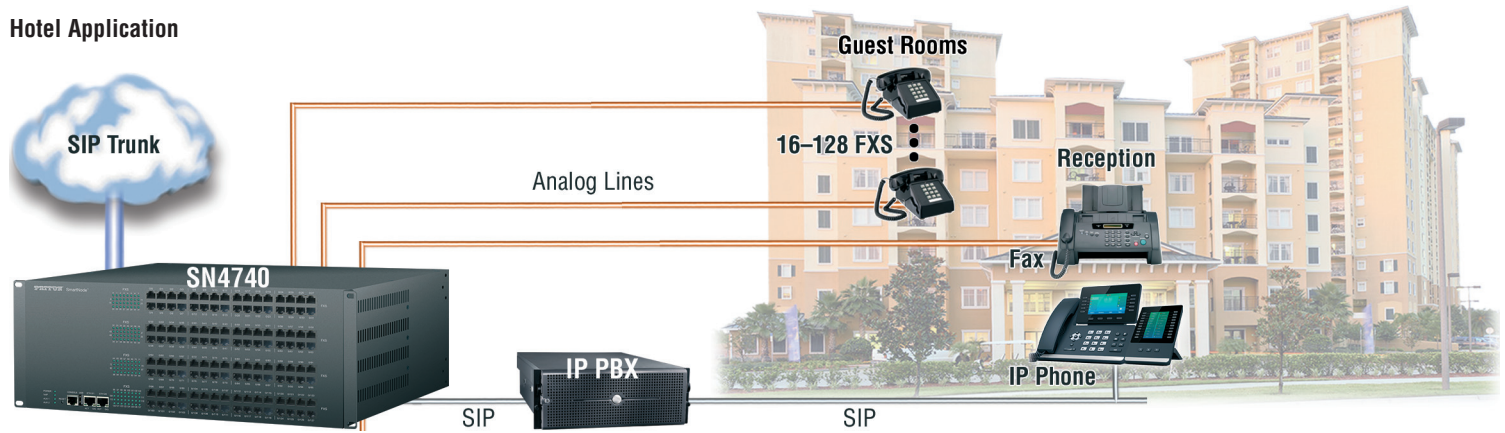 Hotel Application
Guest Rooms
SIP Trunk
16–128 FXS
Reception
Analog Lines
Fax
SN4740
PATTON
IP PBX
IP Phone
SIP
SIP